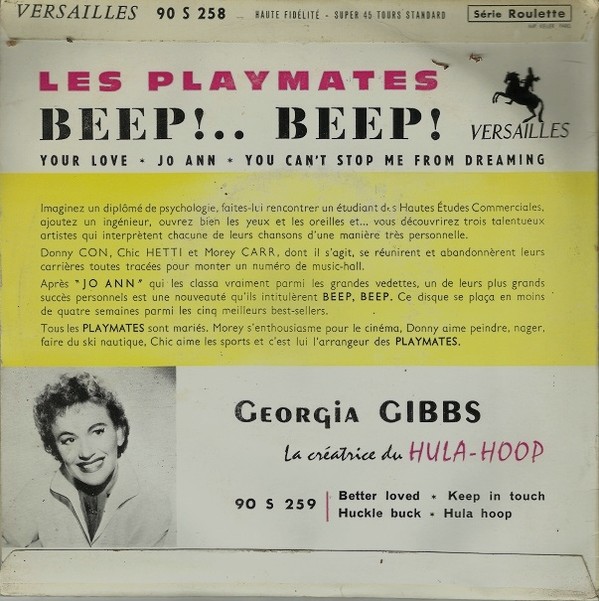 VERSAILLES 90 S 258 HAUTE FIDÉLITÉ - SUPER 45 TOURS STANDARD Série Roulette
LES PLAYMATES
BEEP!.. BEEP!
VERSAILLES
YOUR LOVE • JO ANN • YOU CAN'T STOP ME FROM DREAMING
Imaginez un diplômé de psychologie, faites-lui rencontrer un étudiant des Hautes Études Commerciales,
ajoutez un ingénieur, ouvrez bien les yeux et les oreilles et... vous découvrirez trois talentueux
artistes qui interprètent chacune de leurs chansons d'une manière très personnelle.
Donny CON, Chic HETTI et Morey CARR, dont il s'agit, se réunirent et abandonnèrent leurs
carrières toutes tracées pour monter un numéro de music-hall.
Après "JO ANN" qui les classa vraiment parmi les grandes vedettes, un de leurs plus grands
succès personnels est une nouveauté qu'ils intitulèrent BEEP, BEEP. Ce disque se plaça en moins
de quatre semaines parmi les cinq meilleurs best-sellers.
Tous les PLAYMATES sont mariés. Morey s'enthousiasme pour le cinéma, Donny aime peindre, nager,
faire du ski nautique, Chic aime les sports et c'est lui l'arrangeur des PLAYMATES.
GEORGIA GIBBS
La créatrice du HULA-HOOP
90 S 259
Better loved • Keep in touch
Huckle buck • Hula hoop